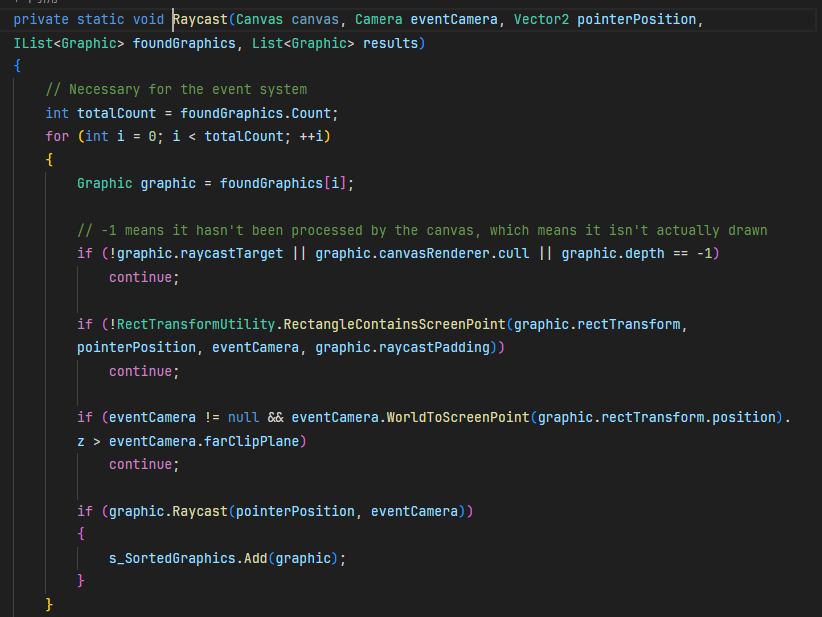 private static void Raycast(Canvas canvas, Camera eventCamera, Vector2 pointerPosition,
IList<Graphic> foundGraphics, List<Graphic> results)
{
// Necessary for the event system
int totalCount = foundGraphics.Count;
for (int i = 0; i < totalCount; ++i)
{
Graphic graphic = foundGraphics[i];
// -1 means it hasn't been processed by the canvas, which means it isn't actually drawn
if (!graphic.raycastTarget || graphic.canvasRenderer.cull || graphic.depth == -1)
continue;
if (!RectTransformUtility.RectangleContainsScreenPoint(graphic.rectTransform,
pointerPosition, eventCamera, graphic.raycastPadding))
continue;
if (eventCamera != null && eventCamera.WorldToScreenPoint(graphic.rectTransform.position).
z > eventCamera.farClipPlane)
continue;
if (graphic.Raycast(pointerPosition, eventCamera))
{
s_SortedGraphics.Add(graphic);
}
}